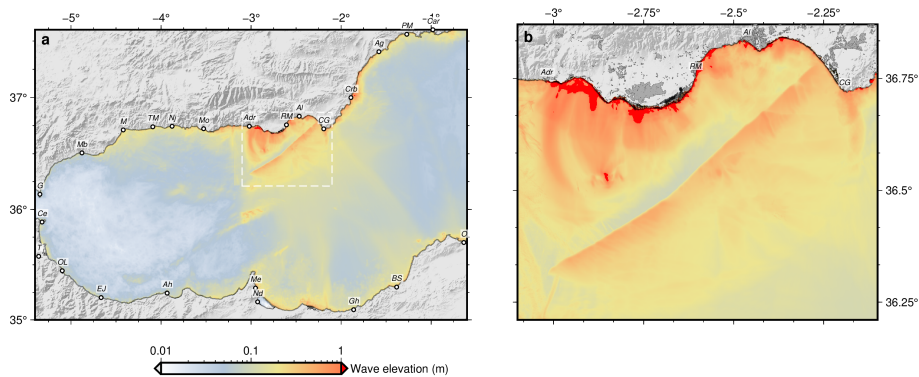 -5° -4° -3° -2° -1°
-3° -2.75° -2.5° -2.25°
a
b
PM Car
Ag
Crb
Adr RM Al CG
M TM Nj Mo
Mb
G
Ce
T
OL
EJ
Ah
Me
Nd
Gh
BS
O
37°
36°
35°
Adr
RM
Al
CG
36.75°
36.5°
36.25°
0.01 0.1 1
Wave elevation (m)